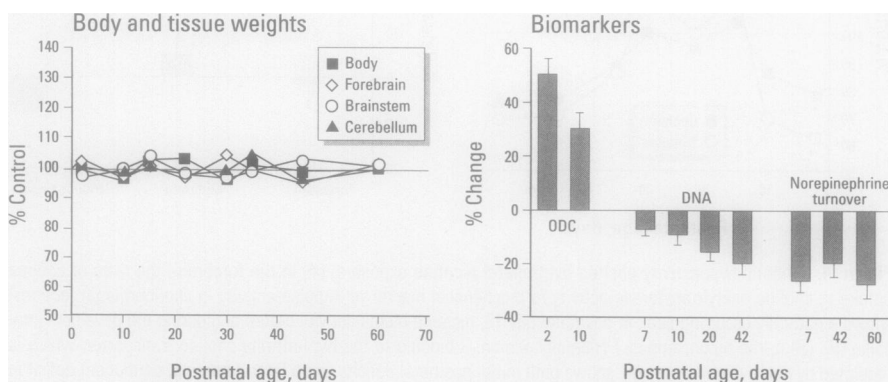 Body and tissue weights
140
130
120
110
100
90
80
70
60
50
% Control
Body
Forebrain
Brainstem
Cerebellum
0 10 20 30 40 50 60 70
Postnatal age, days
Biomarkers
60
40
20
0
−20
−40
% Change
ODC
DNA
Norepinephrine
turnover
2 10 7 10 20 42 7 42 60
Postnatal age, days